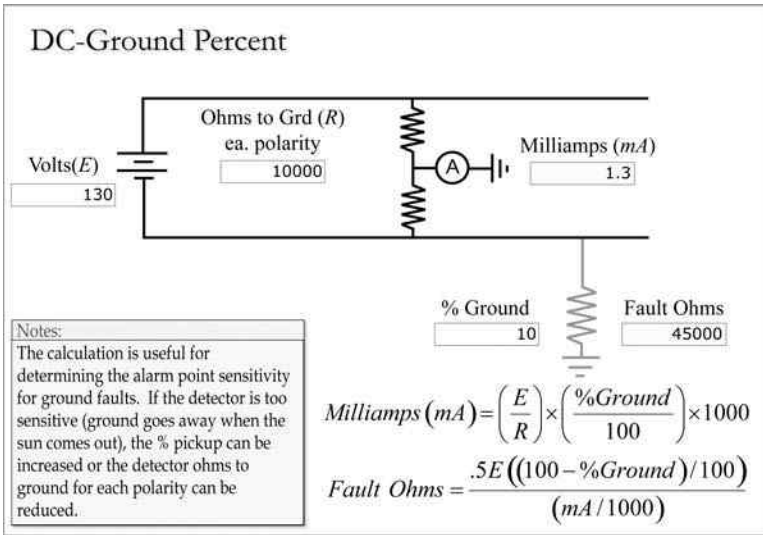 DC-Ground Percent
Ohms to Grd (R)
ea. polarity
10000
Volts(E)
130
A
Milliamps (mA)
1.3
% Ground
10
Fault Ohms
45000
Notes:
The calculation is useful for
determining the alarm point sensitivity
for ground faults. If the detector is too
sensitive (ground goes away when the
sun comes out), the % pickup can be
increased or the detector ohms to
ground for each polarity can be
reduced.
Milliamps (mA) = (E/R) × (%Ground/100) × 1000
Fault Ohms = .5E((100 – %Ground)/100) / (mA/1000)